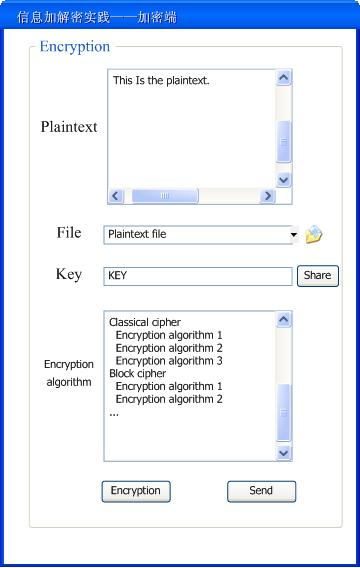 信息加解密实践——加密端
Encryption
This Is the plaintext.
Plaintext
File
Plaintext file
Key
KEY
Share
Classical cipher
Encryption algorithm 1
Encryption algorithm 2
Encryption algorithm 3
Block cipher
Encryption algorithm 1
Encryption algorithm 2
...
Encryption
algorithm
Encryption
Send